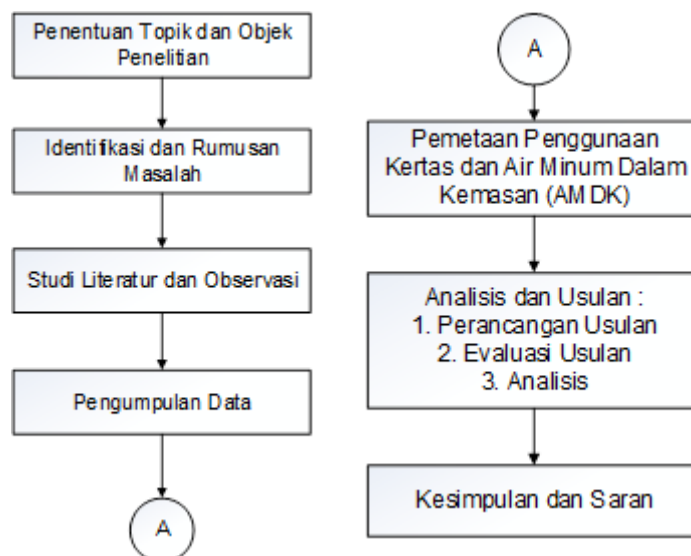 Penentuan Topik dan Objek
Penelitian
Identifikasi dan Rumusan
Masalah
Studi Literatur dan Observasi
Pengumpulan Data
A
A
Pemetaan Penggunaan
Kertas dan Air Minum Dalam
Kemasan (AMDK)
Analisis dan Usulan :
1. Perancangan Usulan
2. Evaluasi Usulan
3. Analisis
Kesimpulan dan Saran